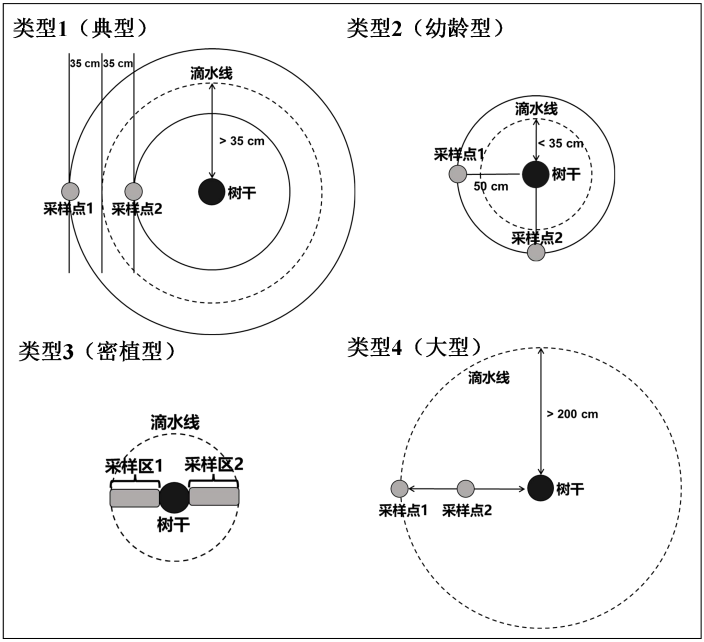 类型1（典型）
35 cm 35 cm
滴水线
> 35 cm
树干
采样点1 采样点2
类型2（幼龄型）
滴水线
< 35 cm
采样点1
树干
50 cm
采样点2
类型3（密植型）
滴水线
采样区1 采样区2
树干
类型4（大型）
滴水线
> 200 cm
树干
采样点1 采样点2